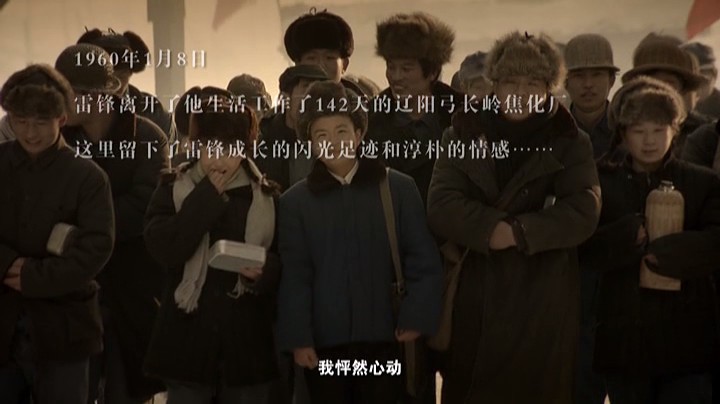 1960年1月8日
雷锋离开了他生活工作了142天的辽阳弓长岭焦化厂
这里留下了雷锋成长的闪光足迹和淳朴的情感……
我怦然心动